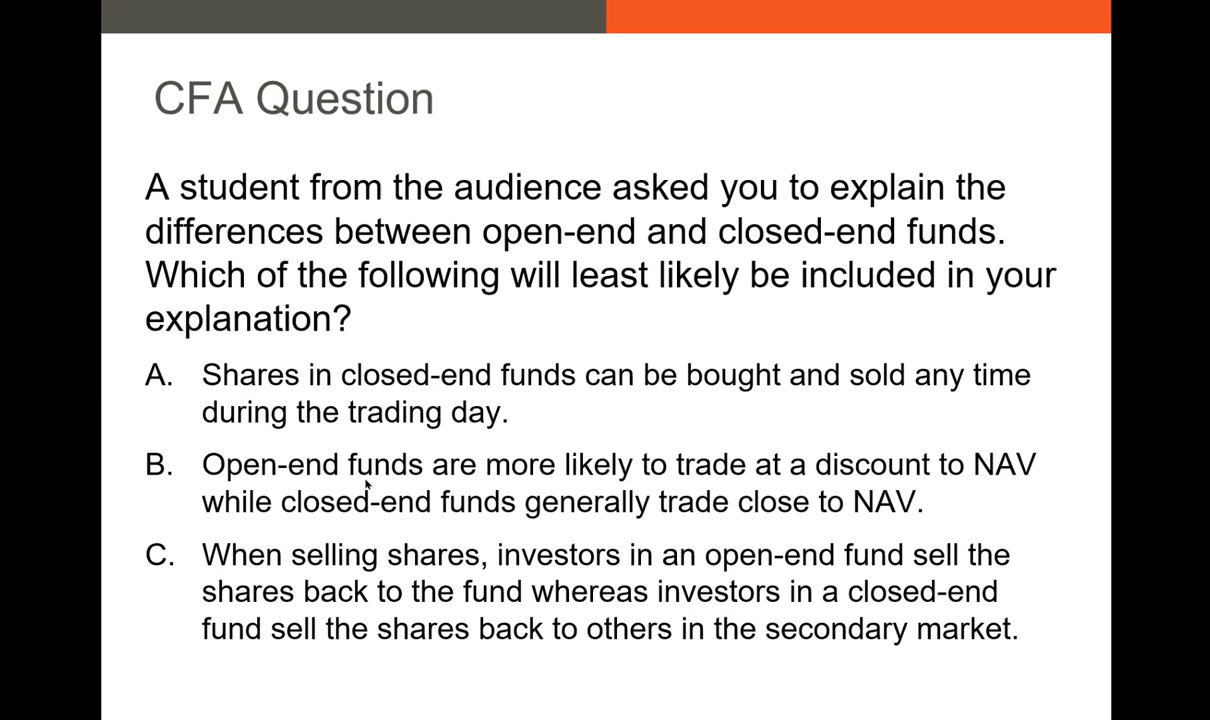 CFA Question
A student from the audience asked you to explain the
differences between open-end and closed-end funds.
Which of the following will least likely be included in your
explanation?
A. Shares in closed-end funds can be bought and sold any time
during the trading day.
B. Open-end funds are more likely to trade at a discount to NAV
while closed-end funds generally trade close to NAV.
C. When selling shares, investors in an open-end fund sell the
shares back to the fund whereas investors in a closed-end
fund sell the shares back to others in the secondary market.